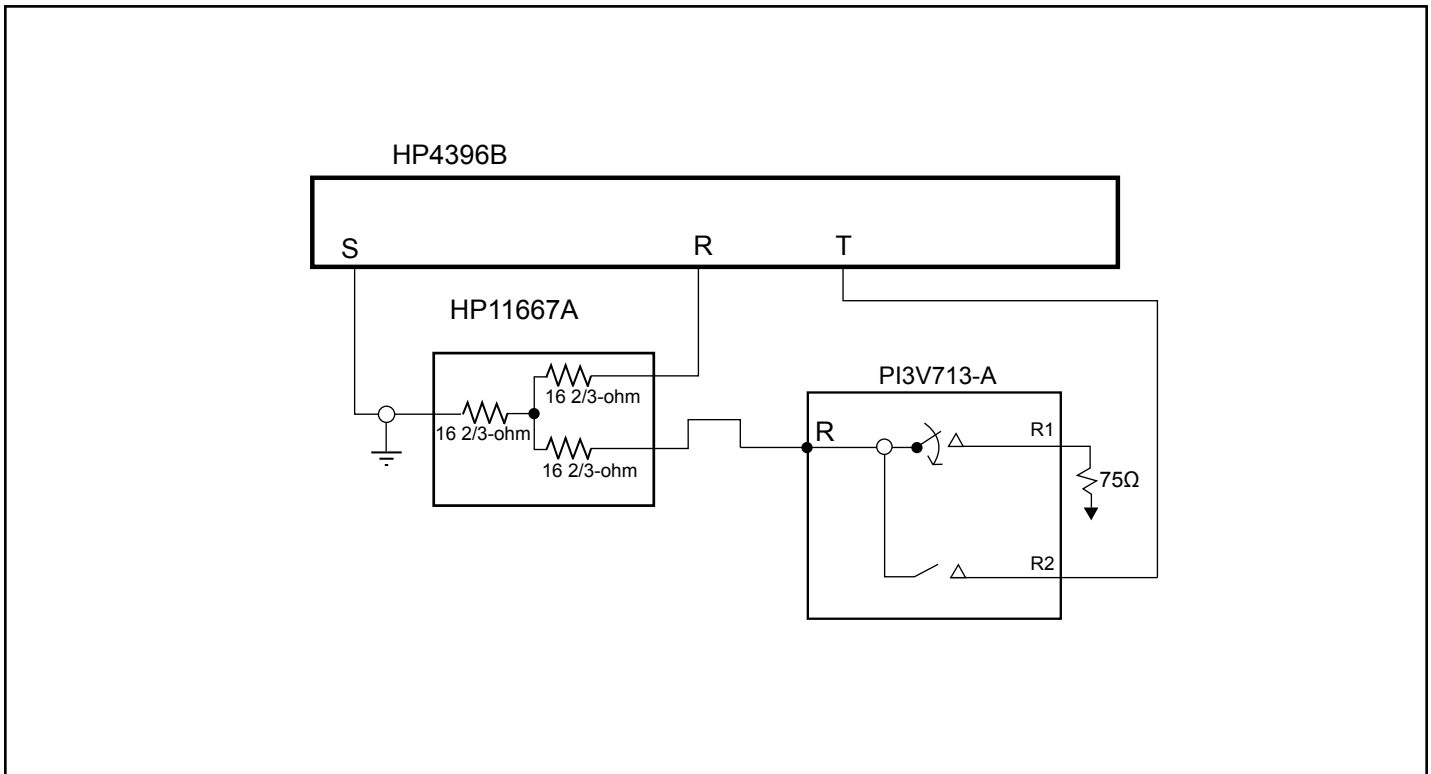 HP4396B
S
R
T
HP11667A
16 2/3-ohm
16 2/3-ohm
16 2/3-ohm
PI3V713-A
R
R1
75Ω
R2